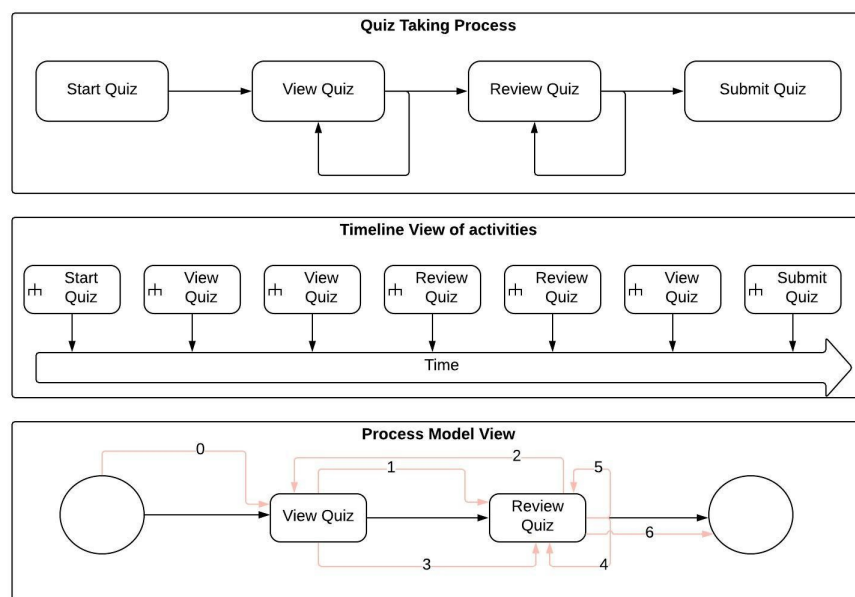 Quiz Taking Process
Start Quiz
View Quiz
Review Quiz
Submit Quiz
Timeline View of activities
Start
Quiz
View
Quiz
View
Quiz
Review
Quiz
Review
Quiz
View
Quiz
Submit
Quiz
Time
Process Model View
0
1
2
5
View Quiz
Review
Quiz
6
3
4